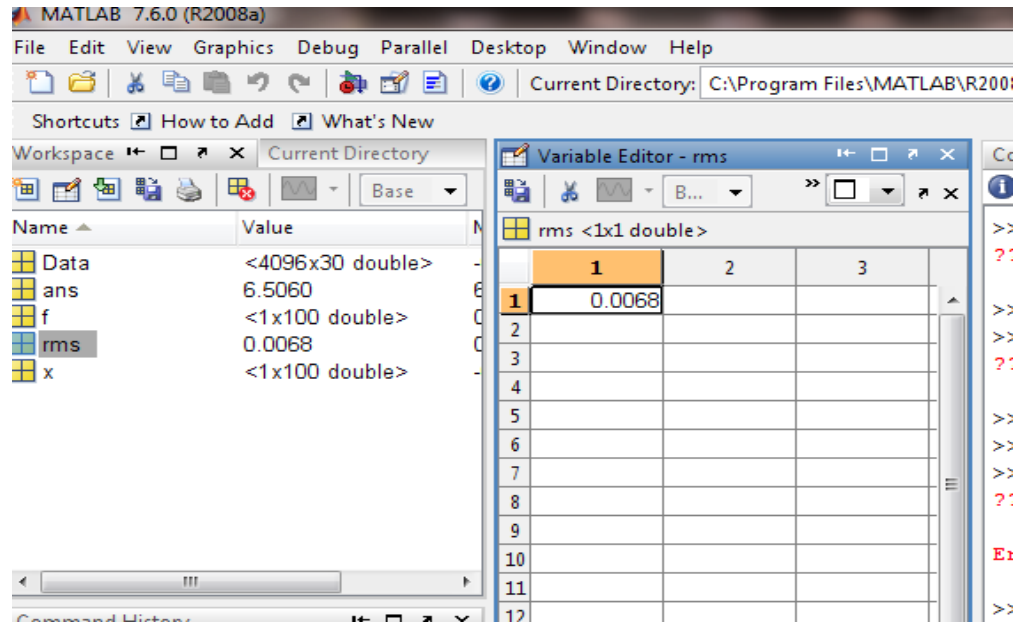 MATLAB 7.6.0 (R2008a)
File Edit View Graphics Debug Parallel Desktop Window Help
Current Directory: C:\Program Files\MATLAB\R200
Shortcuts How to Add What's New
Workspace Current Directory
Base
Name Value
Data <4096x30 double>
ans 6.5060
f <1x100 double>
rms 0.0068
x <1x100 double>
Command History
Variable Editor - rms
B...
rms <1x1 double>
1 2 3
1 0.0068
2
3
4
5
6
7
8
9
10
11
12
>>
??
>>
>>
??
>>
>>
>>
??
>>